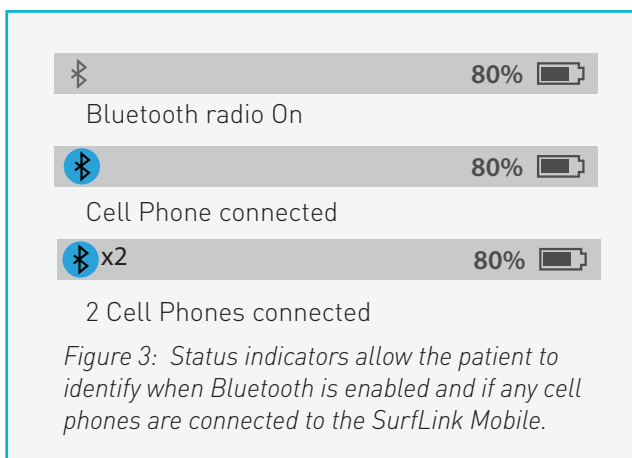 80%
Bluetooth radio On
80%
Cell Phone connected
x2 80%
2 Cell Phones connected
Figure 3: Status indicators allow the patient to
identify when Bluetooth is enabled and if any cell
phones are connected to the SurfLink Mobile.